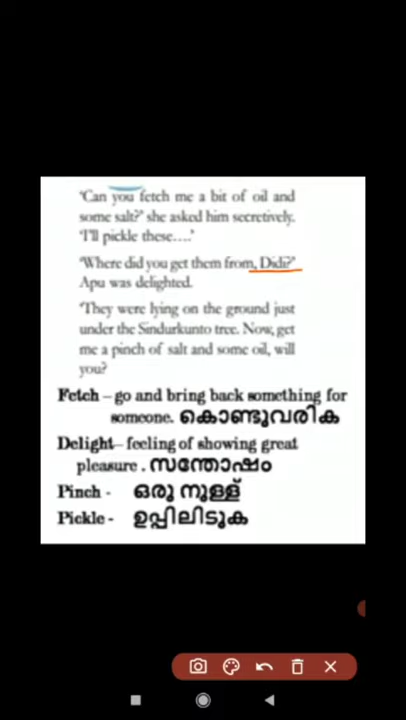 'Can you fetch me a bit of oil and
some salt?' she asked him secretively.
'I'll pickle these....'
'Where did you get them from, Didi?'
Apu was delighted.
'They were lying on the ground just
under the Sindurkunto tree. Now, get
me a pinch of salt and some oil, will
you?
Fetch – go and bring back something for
someone. കൊണ്ടുവരിക
Delight– feeling of showing great
pleasure . സന്തോഷം
Pinch - ഒരു നുള്ള്
Pickle - ഉപ്പിലിടുക